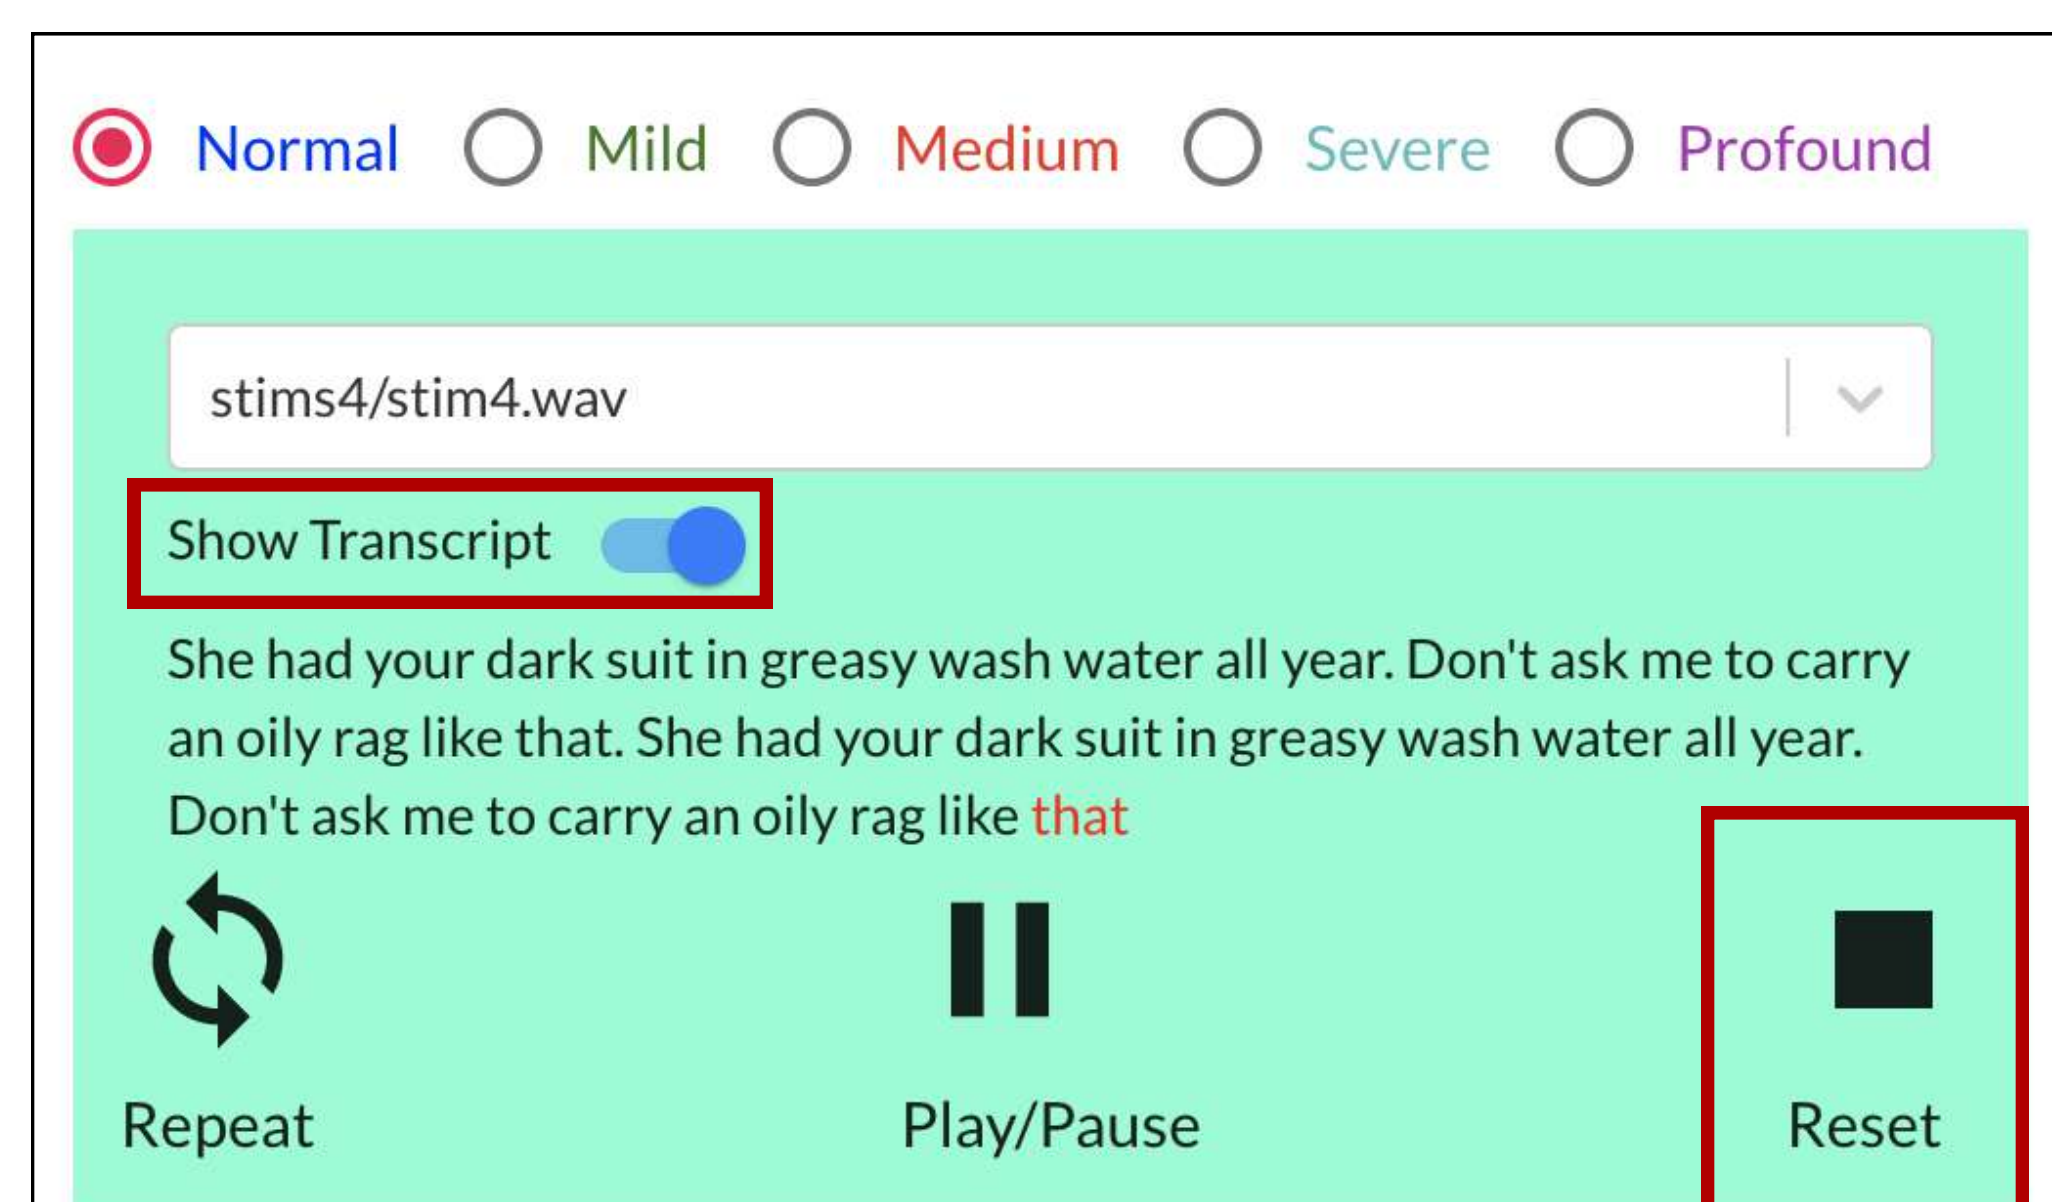 Normal Mild Medium Severe Profound
stims4/stim4.wav
Show Transcript
She had your dark suit in greasy wash water all year. Don't ask me to carry
an oily rag like that. She had your dark suit in greasy wash water all year.
Don't ask me to carry an oily rag like that
Repeat Play/Pause Reset